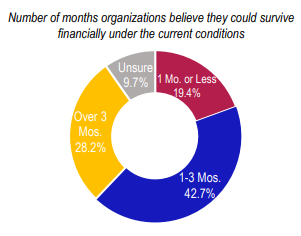 Number of months organizations believe they could survive
financially under the current conditions
Unsure
9.7%
1 Mo. or Less
19.4%
Over 3
Mos.
28.2%
1-3 Mos.
42.7%